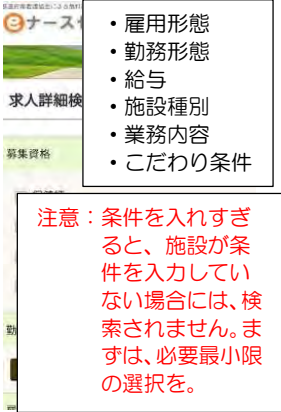 eナース
・雇用形態
・勤務形態
・給与
・施設種別
・業務内容
・こだわり条件
求人詳細検
募集資格
注意：条件を入れすぎ
ると、施設が条
件を入力してい
ない場合には、検
索されません。ま
ずは、必要最小限
の選択を。